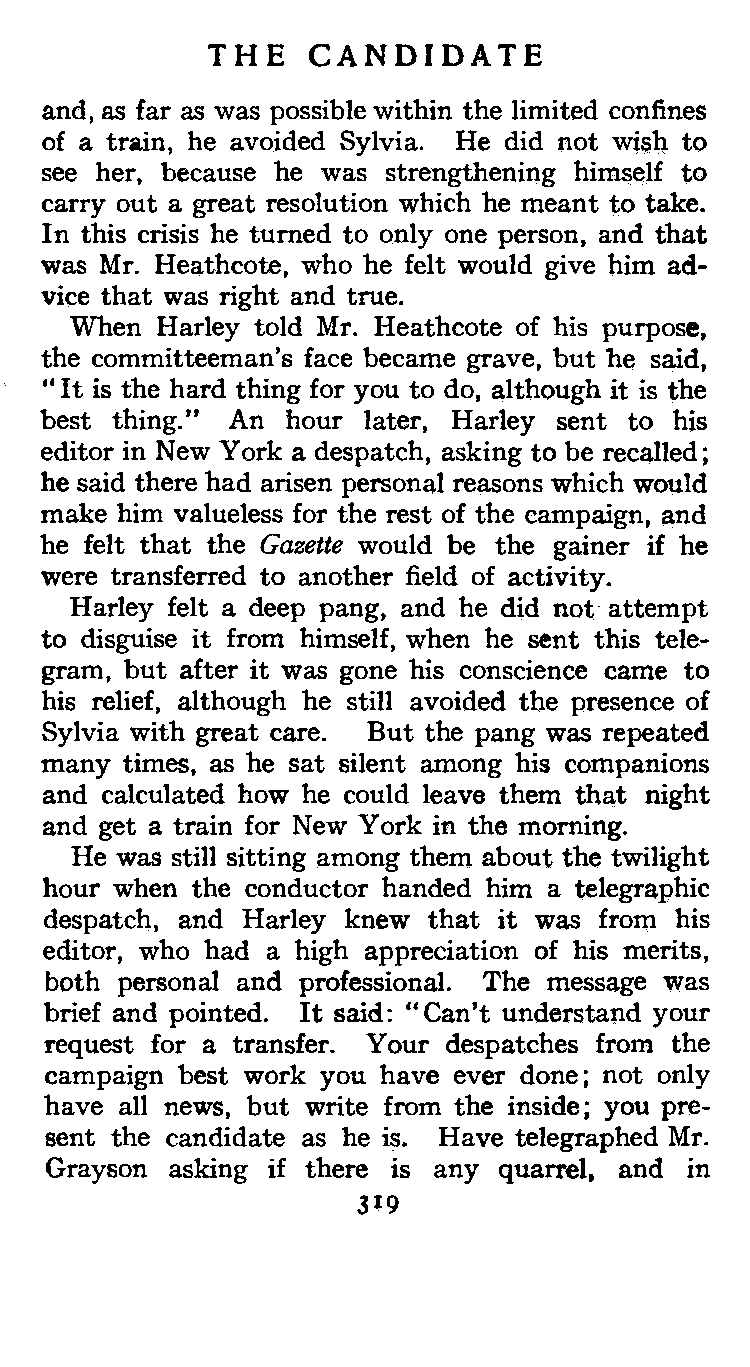 THE CANDIDATE
and, as far as was possible within the limited confines
of a train, he avoided Sylvia. He did not wish to
see her, because he was strengthening himself to
carry out a great resolution which he meant to take.
In this crisis he turned to only one person, and that
was Mr. Heathcote, who he felt would give him ad-
vice that was right and true.
When Harley told Mr. Heathcote of his purpose,
the committeeman's face became grave, but he said,
"It is the hard thing for you to do, although it is the
best thing." An hour later, Harley sent to his
editor in New York a despatch, asking to be recalled;
he said there had arisen personal reasons which would
make him valueless for the rest of the campaign, and
he felt that the Gazette would be the gainer if he
were transferred to another field of activity.
Harley felt a deep pang, and he did not attempt
to disguise it from himself, when he sent this tele-
gram, but after it was gone his conscience came to
his relief, although he still avoided the presence of
Sylvia with great care. But the pang was repeated
many times, as he sat silent among his companions
and calculated how he could leave them that night
and get a train for New York in the morning.
He was still sitting among them about the twilight
hour when the conductor handed him a telegraphic
despatch, and Harley knew that it was from his
editor, who had a high appreciation of his merits,
both personal and professional. The message was
brief and pointed. It said: "Can't understand your
request for a transfer. Your despatches from the
campaign best work you have ever done; not only
have all news, but write from the inside; you pre-
sent the candidate as he is. Have telegraphed Mr.
Grayson asking if there is any quarrel, and in
319